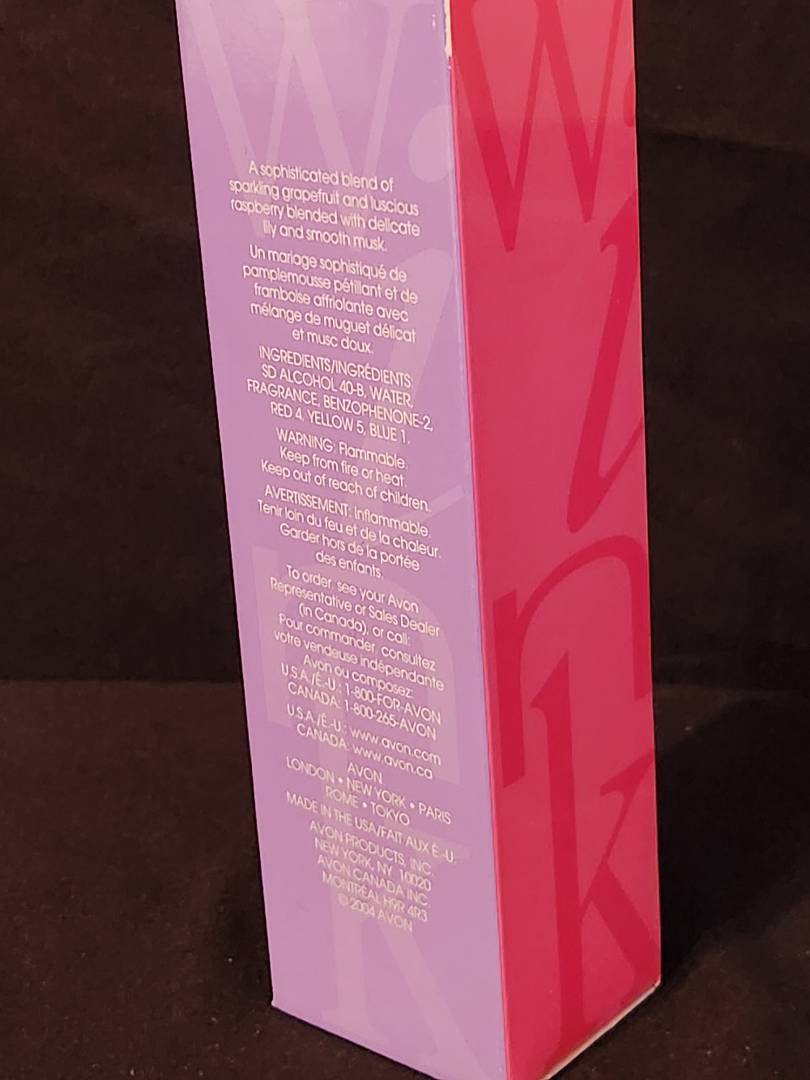 A sophisticated blend of
sparkling grapefruit and luscious
raspberry blended with delicate
lily and smooth musk.
Un mariage sophistiqué de
pamplemousse pétillant et de
framboise affriolante avec
mélange de muguet délicat
et musc doux.
INGREDIENTS/INGRÉDIENTS:
SD ALCOHOL 40-B, WATER,
FRAGRANCE, BENZOPHENONE-2,
RED 4, YELLOW 5, BLUE 1.
WARNING: Flammable.
Keep from fire or heat.
Keep out of reach of children.
AVERTISSEMENT: Inflammable.
Tenir loin du feu et de la chaleur.
Garder hors de la portée
des enfants.
To order, see your Avon
Representative or Sales Dealer
(in Canada), or call:
Pour commander, consultez
votre vendeuse indépendante
Avon ou composez:
U.S.A./É.-U.: 1-800-FOR-AVON
CANADA: 1-800-265-AVON
U.S.A./É.-U.: www.avon.com
CANADA: www.avon.ca
AVON
LONDON • NEW YORK • PARIS
ROME • TOKYO
MADE IN THE USA/FAIT AUX É.-U.
AVON PRODUCTS, INC.
NEW YORK, NY 10020
AVON CANADA INC.
MONTRÉAL H9R 4R3
© 2004 AVON
wink
wink